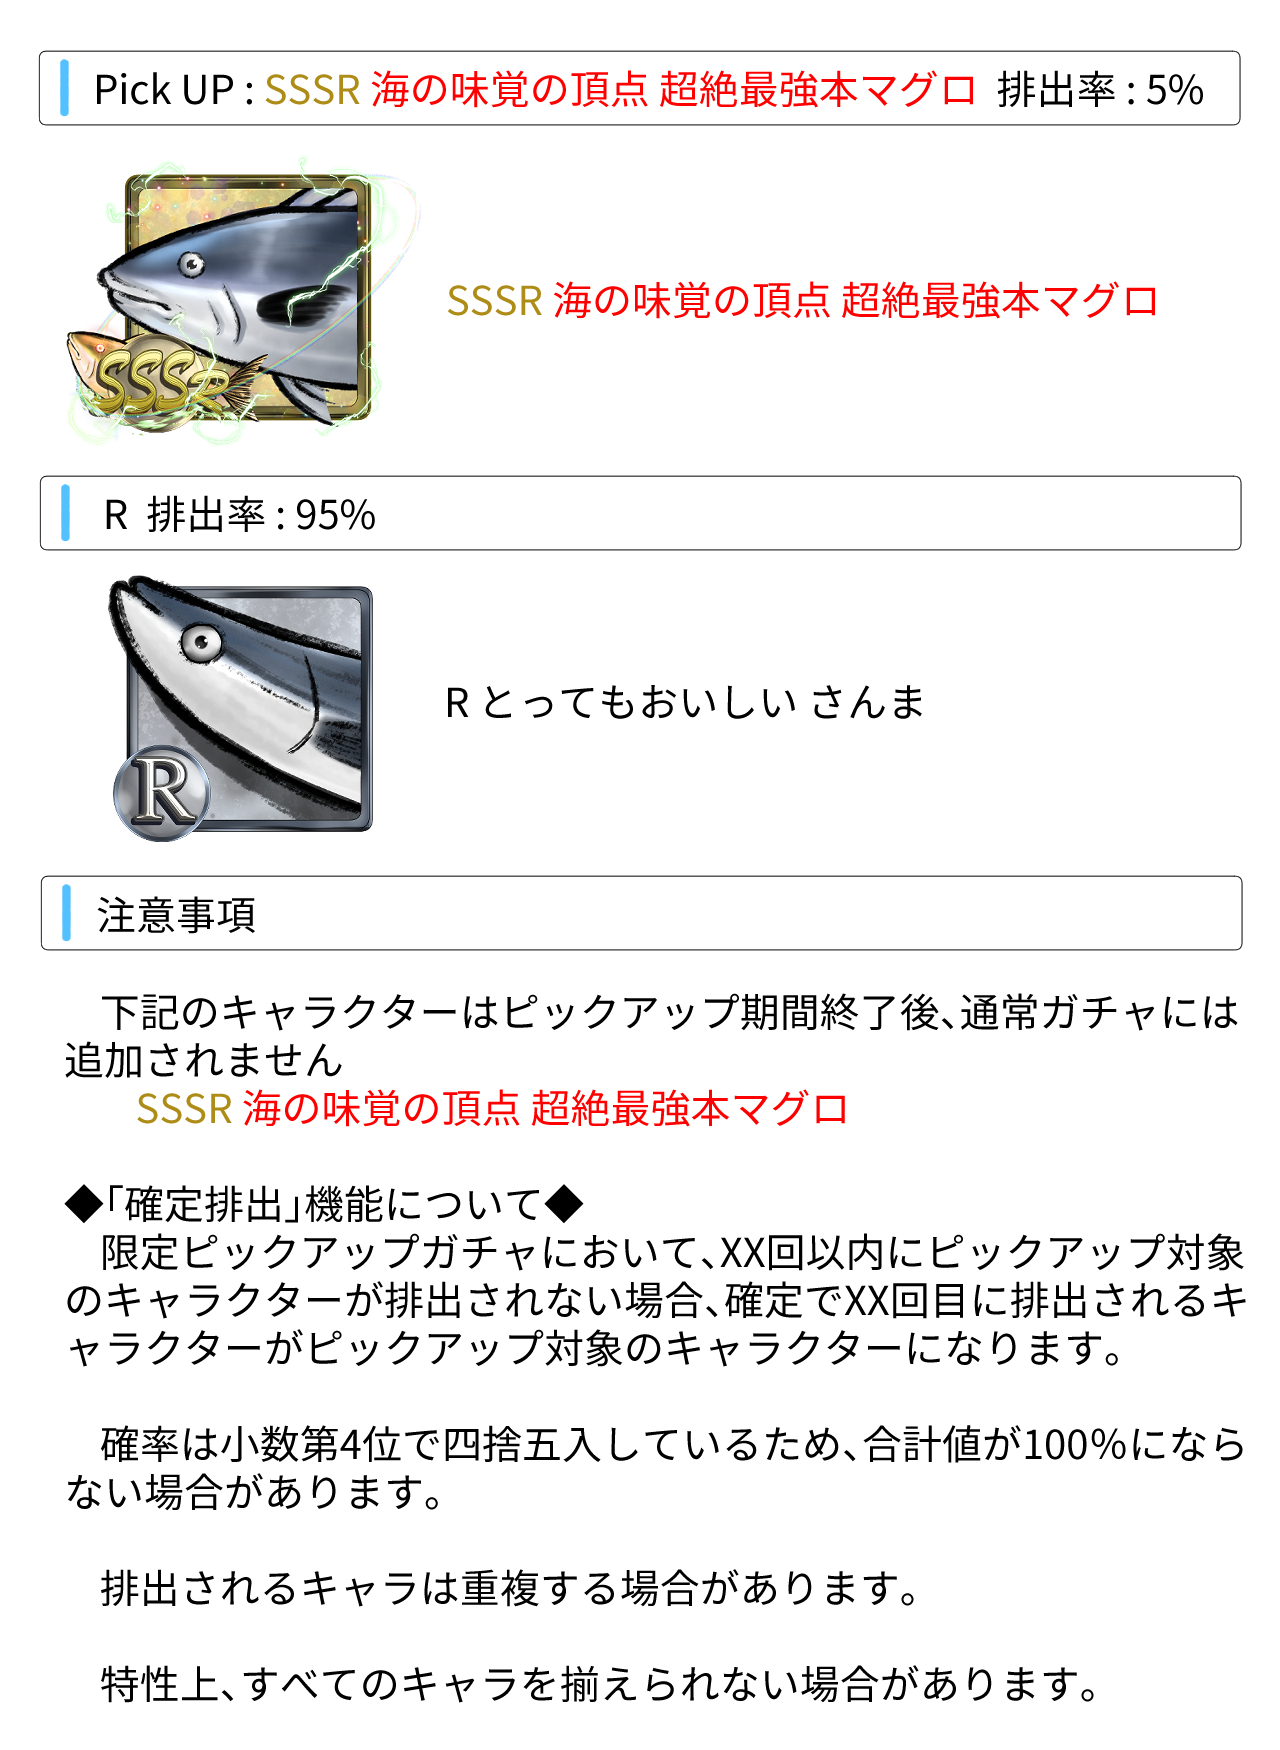 Pick UP : SSSR 海の味覚の頂点 超絶最強本マグロ 排出率 : 5%
SSSR
SSSR 海の味覚の頂点 超絶最強本マグロ
R 排出率 : 95%
R
R とってもおいしい さんま
注意事項
下記のキャラクターはピックアップ期間終了後、通常ガチャには
追加されません
SSSR 海の味覚の頂点 超絶最強本マグロ
◆「確定排出」機能について◆
限定ピックアップガチャにおいて、XX回以内にピックアップ対象
のキャラクターが排出されない場合、確定でXX回目に排出されるキ
ャラクターがピックアップ対象のキャラクターになります。
確率は小数第4位で四捨五入しているため、合計値が100%になら
ない場合があります。
排出されるキャラは重複する場合があります。
特性上、すべてのキャラを揃えられない場合があります。